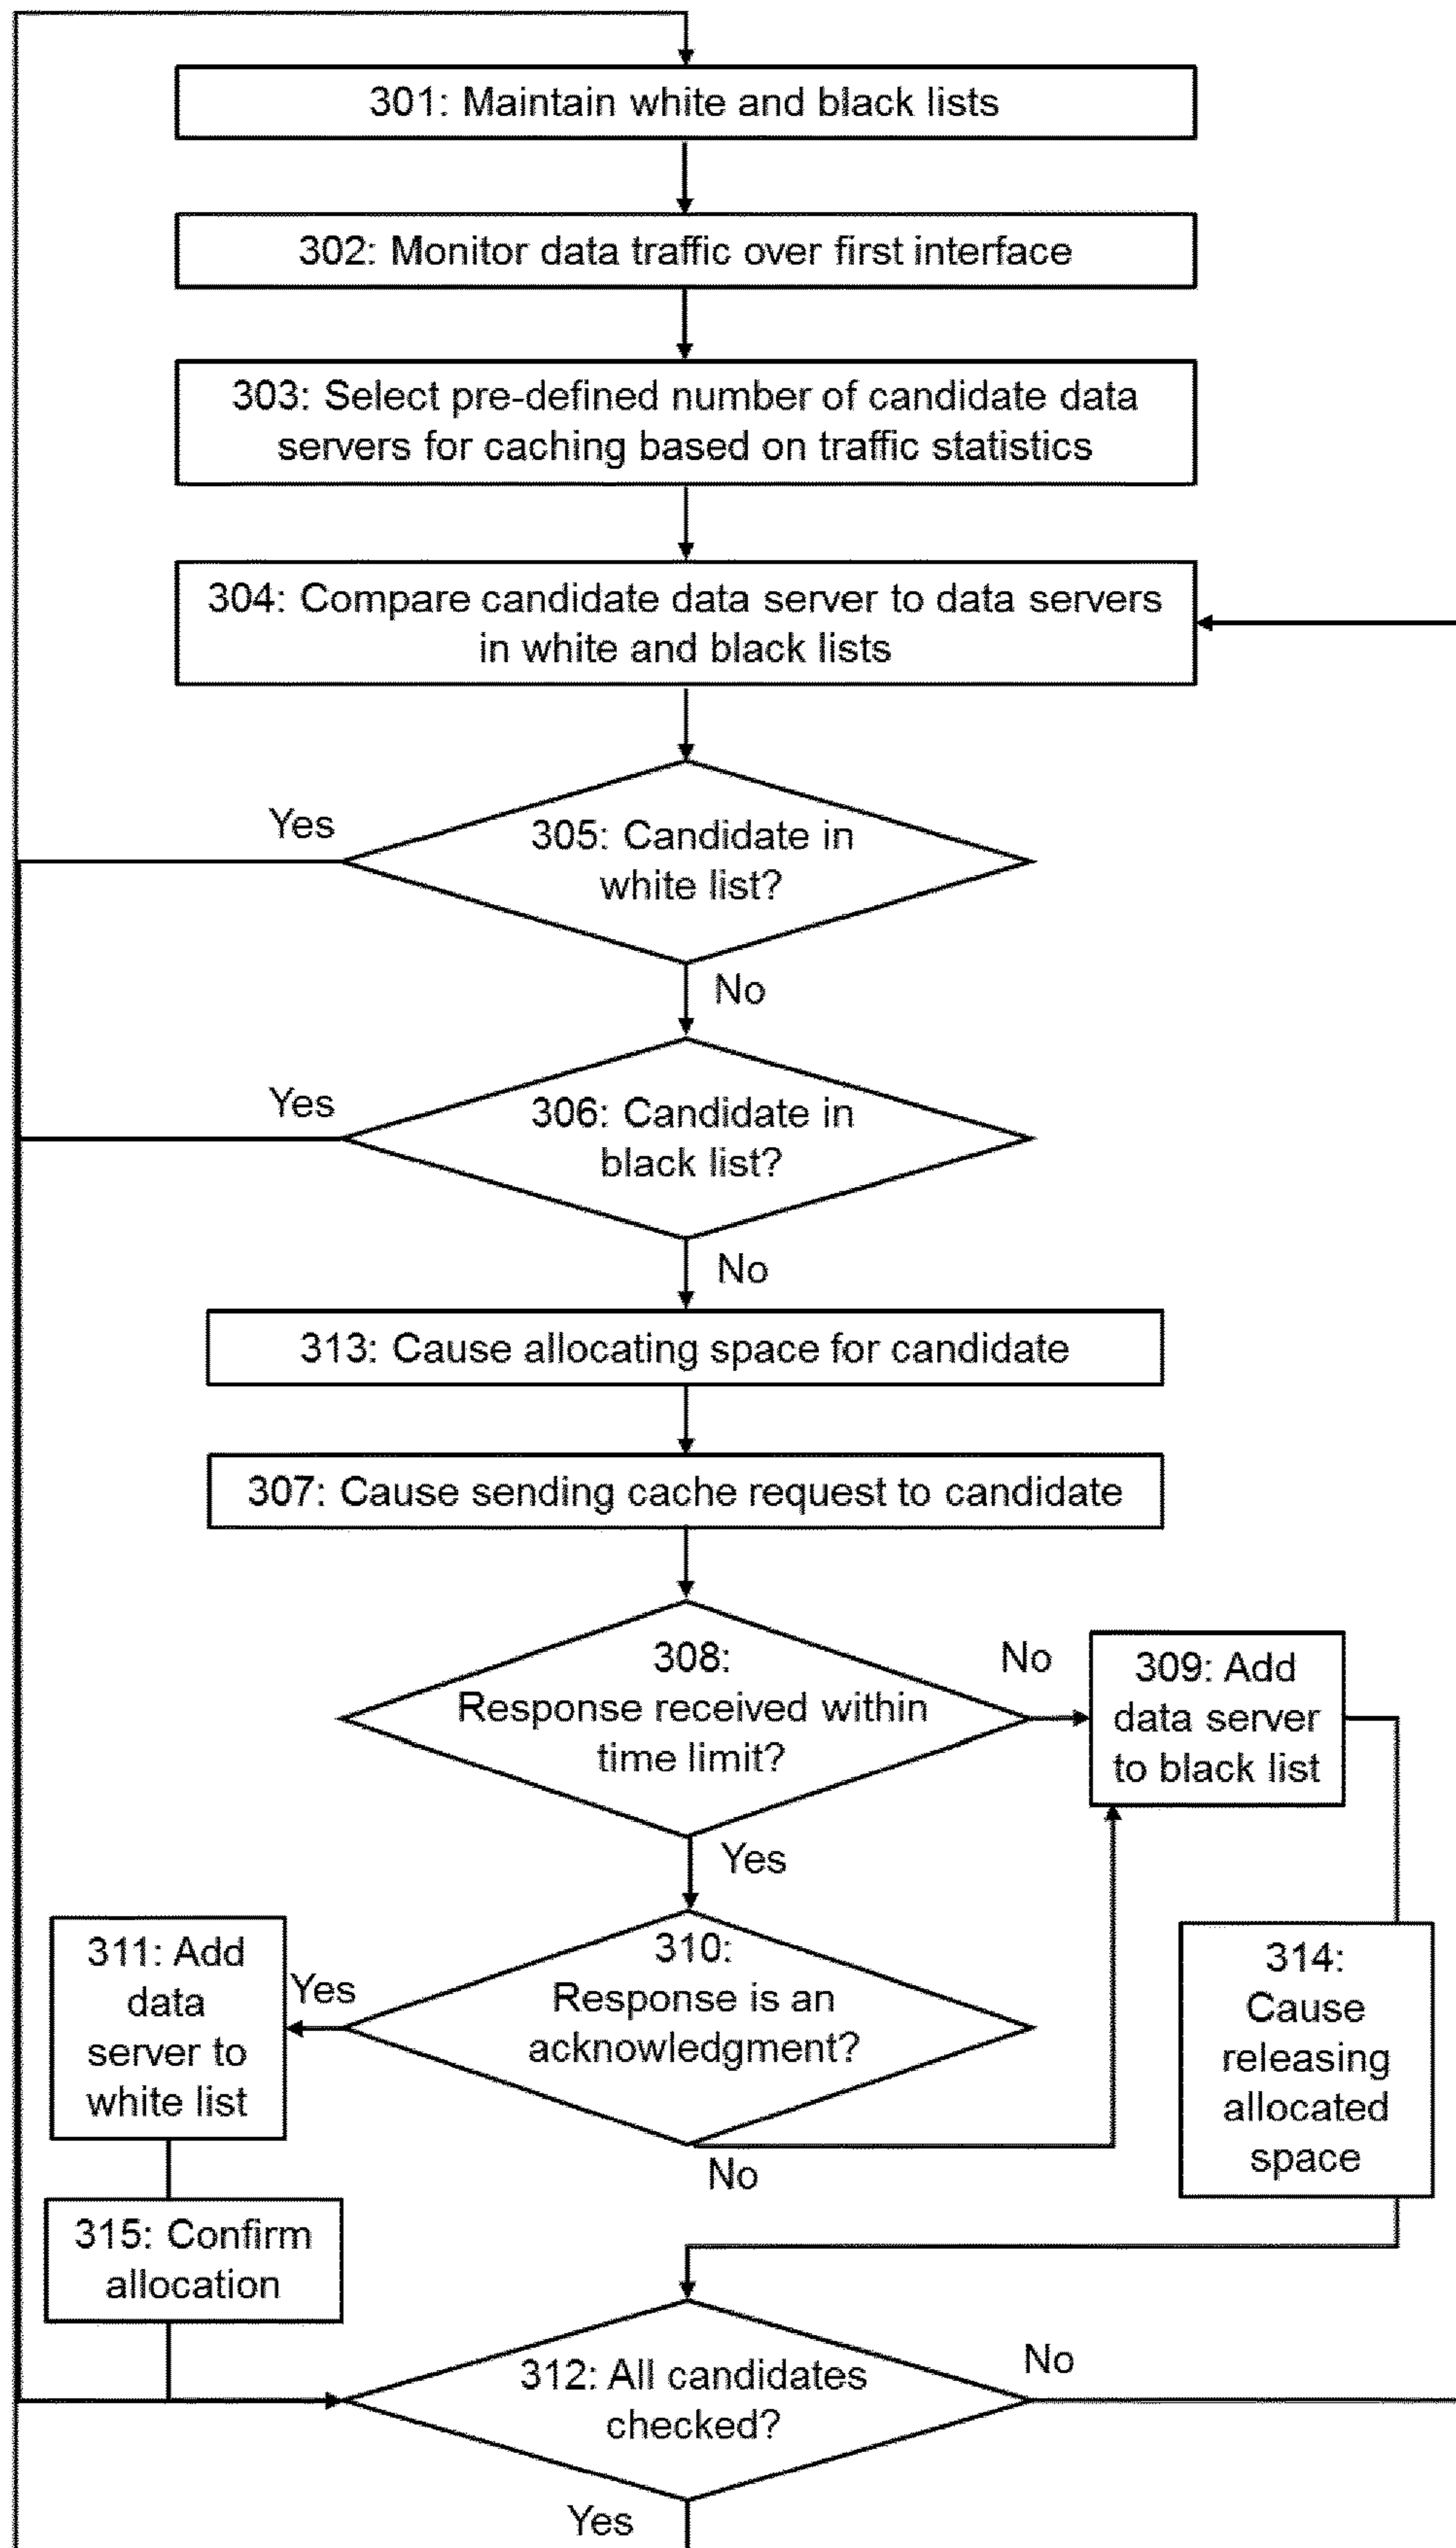 301: Maintain white and black lists
302: Monitor data traffic over first interface
303: Select pre-defined number of candidate data
servers for caching based on traffic statistics
304: Compare candidate data server to data servers
in white and black lists
Yes
305: Candidate in
white list?
No
Yes
306: Candidate in
black list?
No
313: Cause allocating space for candidate
307: Cause sending cache request to candidate
308:
Response received within
time limit?
No
309: Add
data server
to black list
Yes
310:
Response is an
acknowledgment?
Yes
311: Add
data
server to
white list
No
314:
Cause
releasing
allocated
space
315: Confirm
allocation
312: All candidates
checked?
No
Yes